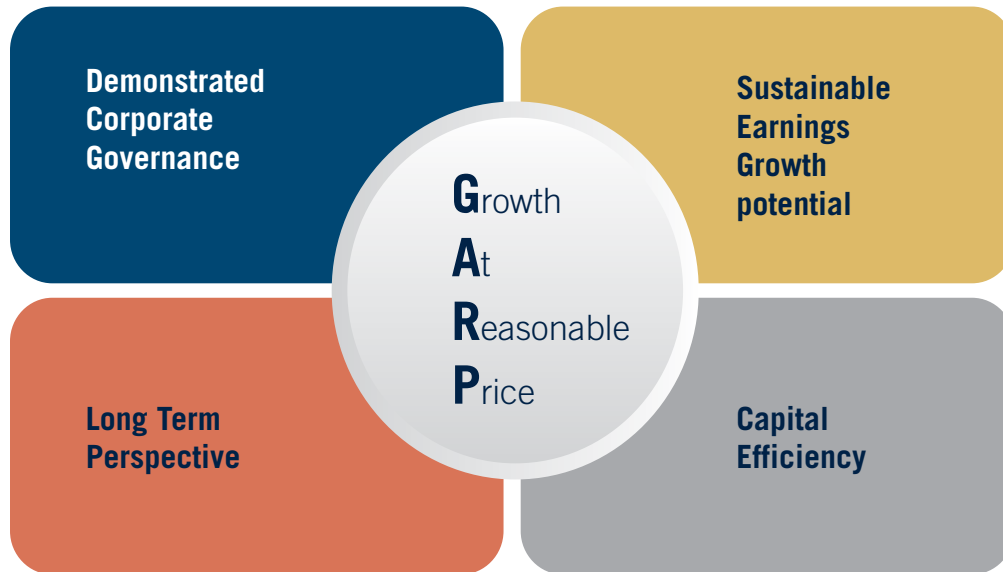 Demonstrated
Corporate
Governance
Sustainable
Earnings
Growth
potential
Growth
At
Reasonable
Price
Long Term
Perspective
Capital
Efficiency